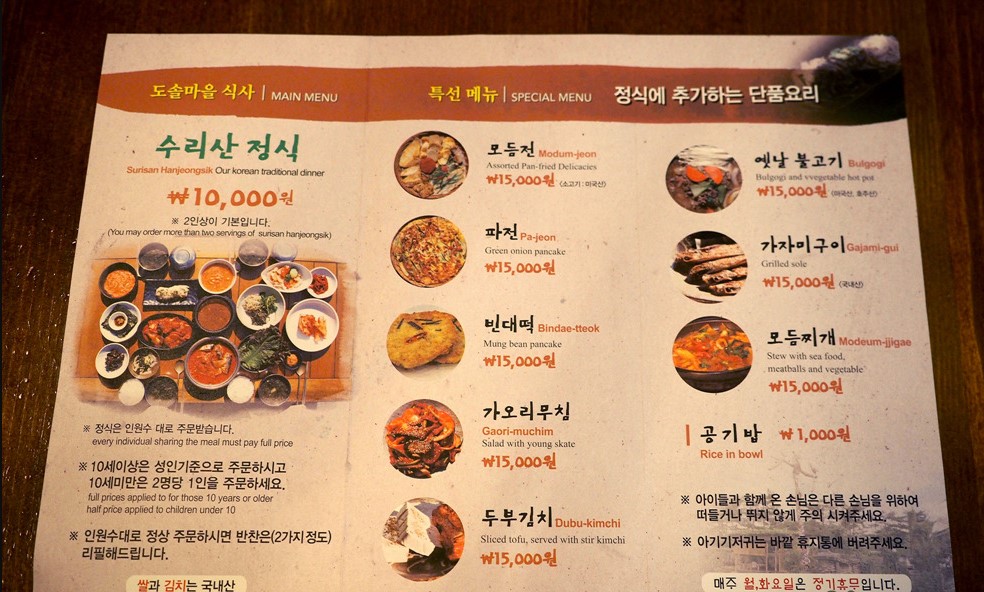 도솔마을 식사 | MAIN MENU
수리산 정식
Surisan Hanjeongsik Our korean traditional dinner
₩10,000원
※ 2인상이 기본입니다.
(You may order more than two servings of surisan hanjeongsik)
※ 정식은 인원수 대로 주문받습니다.
every individual sharing the meal must pay full price
※ 10세이상은 성인기준으로 주문하시고
10세미만은 2명당 1인을 주문하세요.
full prices applied to for those 10 years or older
half price applied to children under 10
※ 인원수대로 정상 주문하시면 반찬은(2가지 정도)
리필해드립니다.
쌀과 김치는 국내산
특선 메뉴 | SPECIAL MENU
정식에 추가하는 단품요리
모듬전 Modum-jeon
Assorted Pan-fried Delicacies
₩15,000원 (소고기 : 미국산)
파전 Pa-jeon
Green onion pancake
₩15,000원
빈대떡 Bindae-tteok
Mung bean pancake
₩15,000원
가오리무침
Gaori-muchim
Salad with young skate
₩15,000원
두부김치 Dubu-kimchi
Sliced tofu, served with stir kimchi
₩15,000원
옛날 불고기 Bulgogi
Bulgogi and vvegetable hot pot
₩15,000원 (미국산, 호주산)
가자미구이 Gajami-gui
Grilled sole
₩15,000원 (국내산)
모듬찌개 Modeum-jjigae
Stew with sea food,
meatballs and vegetable
₩15,000원
공기밥 ₩1,000원
Rice in bowl
※ 아이들과 함께 온 손님은 다른 손님을 위하여
떠들거나 뛰지 않게 주의 시켜주세요.
※ 아기기저귀는 바깥 휴지통에 버려주세요.
매주 월,화요일은 정기휴무입니다.